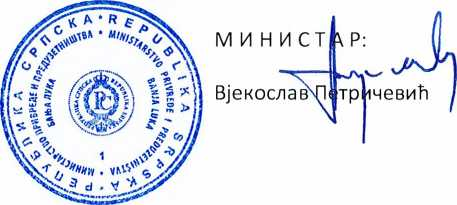 РЕПУБЛИКА СРПСКА • REPUBLIKA SRPSKA
МИНИСТАРСТВО ПРИВРЕДЕ И ПРЕДУЗЕТНИШТВА • MINISTARSTVO PRIVREDE I PREDUZETNIŠTVA
БАЊА ЛУКА
BANJA LUKA
1
МИНИСТАР:
Вјекослав Петричевић